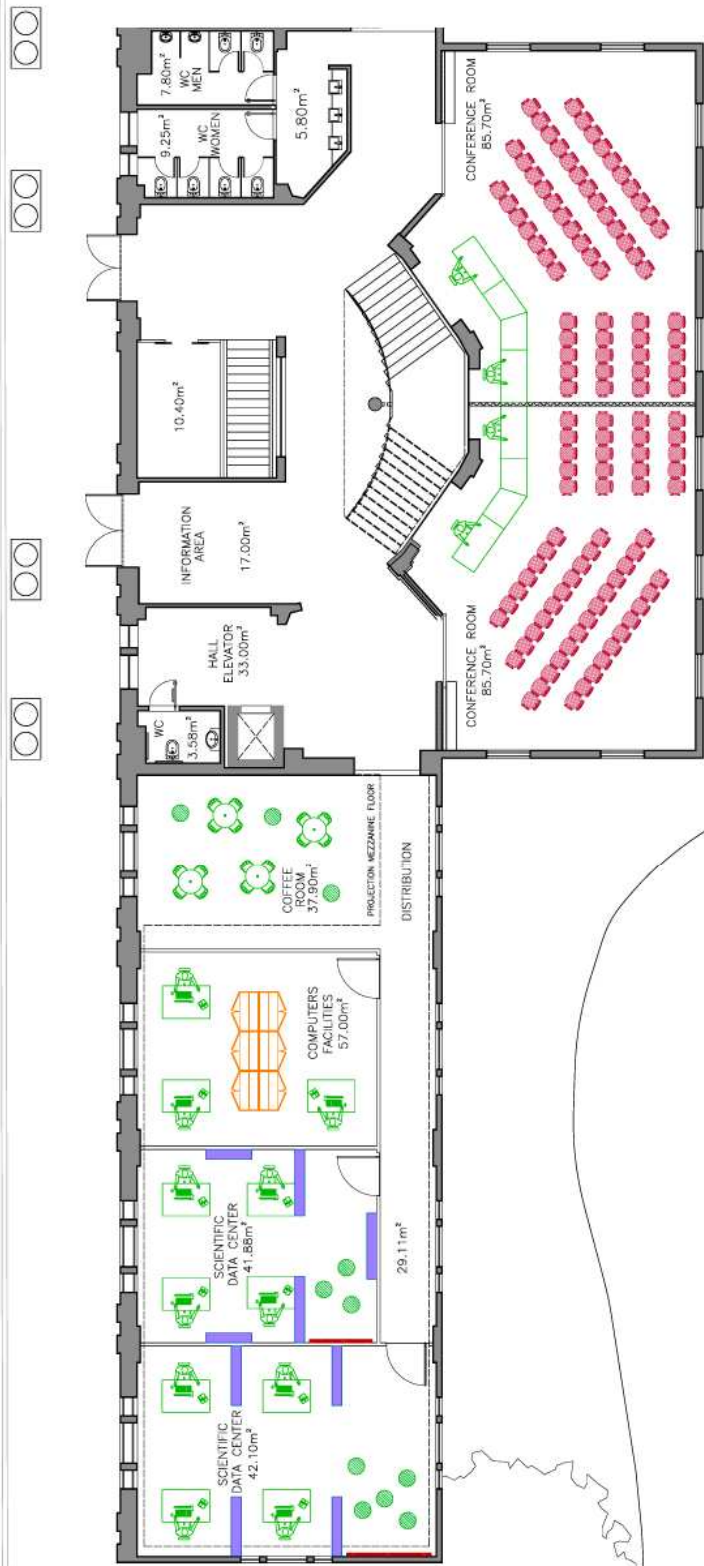 7.80m²
WC
MEN
9.25m²
WC
WOMEN
5.80m²
CONFERENCE ROOM
85.70m²
10.40m²
INFORMATION
AREA
17.00m²
HALL
ELEVATOR
33.00m²
WC
3.58m²
CONFERENCE ROOM
85.70m²
COFFEE
ROOM
37.90m²
PROJECTION MEZZANINE FLOOR
DISTRIBUTION
COMPUTERS
FACILITIES
57.00m²
SCIENTIFIC
DATA CENTER
41.88m²
29.11m²
SCIENTIFIC
DATA CENTER
42.10m²